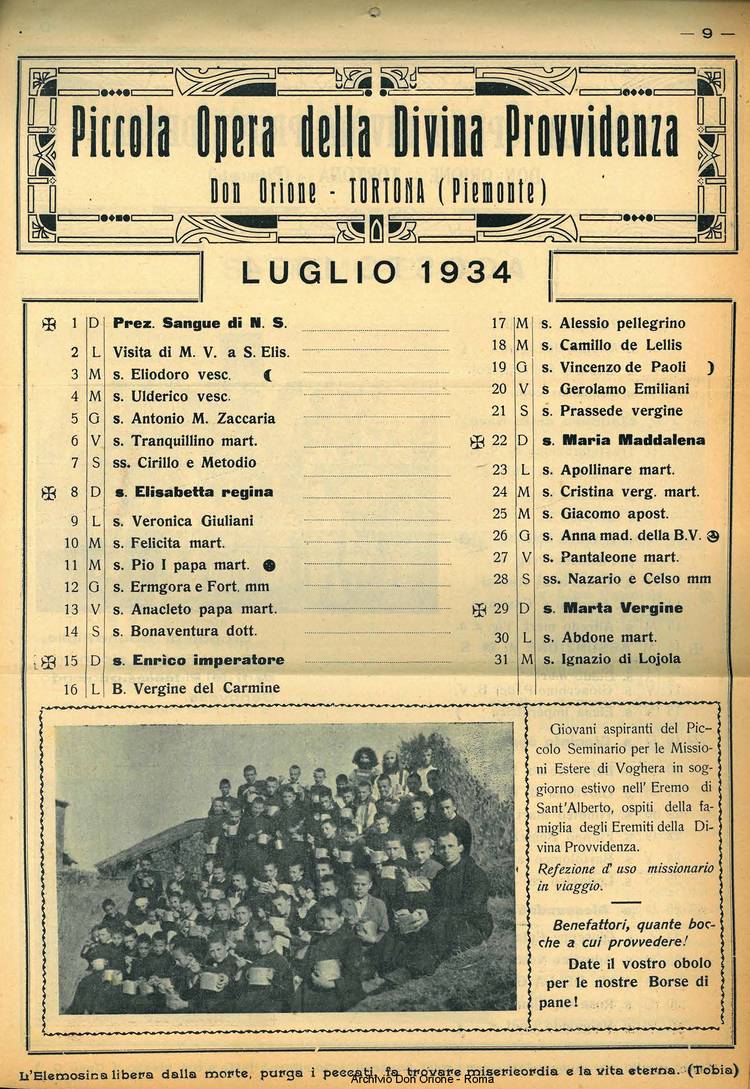 — 9 —
Piccola Opera della Divina Provvidenza
Don Orione - TORTONA (Piemonte)
LUGLIO 1934
1 D Prez. Sangue di N. S.
2 L Visita di M. V. a S. Elis.
3 M s. Eliodoro vesc.
4 M s. Ulderico vesc.
5 G s. Antonio M. Zaccaria
6 V s. Tranquillino mart.
7 S ss. Cirillo e Metodio
8 D s. Elisabetta regina
9 L s. Veronica Giuliani
10 M s. Felicita mart.
11 M s. Pio I papa mart.
12 G s. Ermgora e Fort. mm
13 V s. Anacleto papa mart.
14 S s. Bonaventura dott.
15 D s. Enrico imperatore
16 L B. Vergine del Carmine
17 M s. Alessio pellegrino
18 M s. Camillo de Lellis
19 G s. Vincenzo de Paoli
20 V s Gerolamo Emiliani
21 S s. Prassede vergine
22 D s. Maria Maddalena
23 L s. Apollinare mart.
24 M s. Cristina verg. mart.
25 M s. Giacomo apost.
26 G s. Anna mad. della B.V.
27 V s. Pantaleone mart.
28 S ss. Nazario e Celso mm
29 D s. Marta Vergine
30 L s. Abdone mart.
31 M s. Ignazio di Lojola
Giovani aspiranti del Pic-
colo Seminario per le Missio-
ni Estere di Voghera in sog-
giorno estivo nell' Eremo di
Sant'Alberto, ospiti della fa-
miglia degli Eremiti della Di-
vina Provvidenza.
Refezione d' uso missionario
in viaggio.
Benefattori, quante boc-
che a cui provvedere!
Date il vostro obolo
per le nostre Borse di
pane!
L'Elemosina libera dalla morte, purga i peccati, fa trovare misericordia e la vita eterna. (Tobia)
Archivio Don Orione - Roma